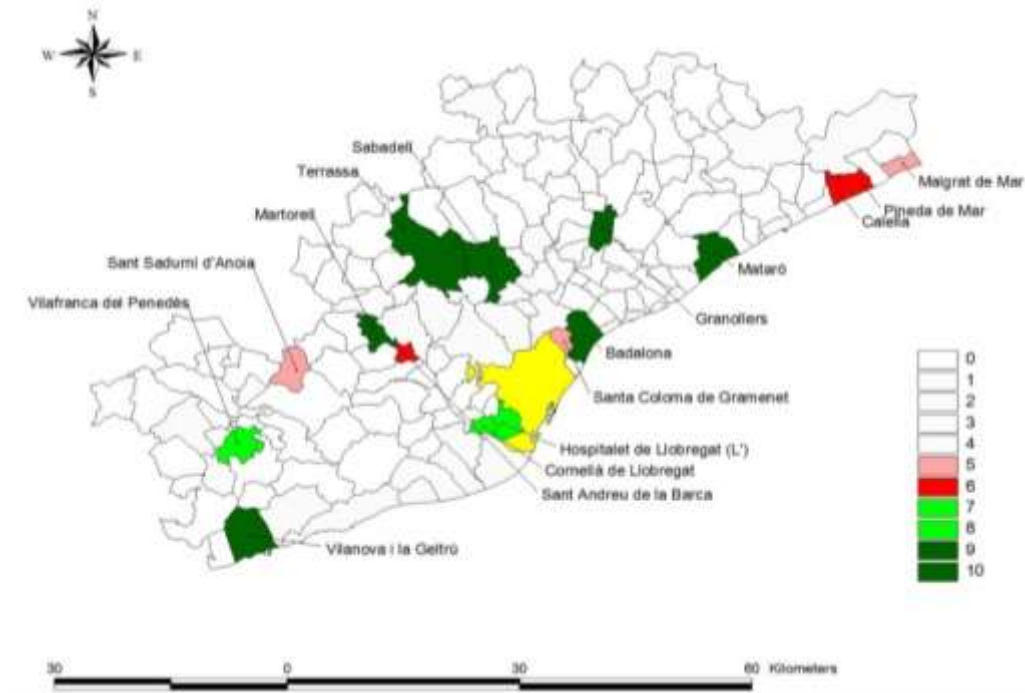 N
W E
S
Sabadell
Terrassa
Martorell
Sant Sadurní d'Anoia
Vilafranca del Penedès
Malgrat de Mar
Pineda de Mar
Calella
Mataró
Granollers
Badalona
Santa Coloma de Gramenet
Hospitalet de Llobregat (L')
Cornellà de Llobregat
Sant Andreu de la Barca
Vilanova i la Geltrú
0
1
2
3
4
5
6
7
8
9
10
30 0 30 60 Kilometers